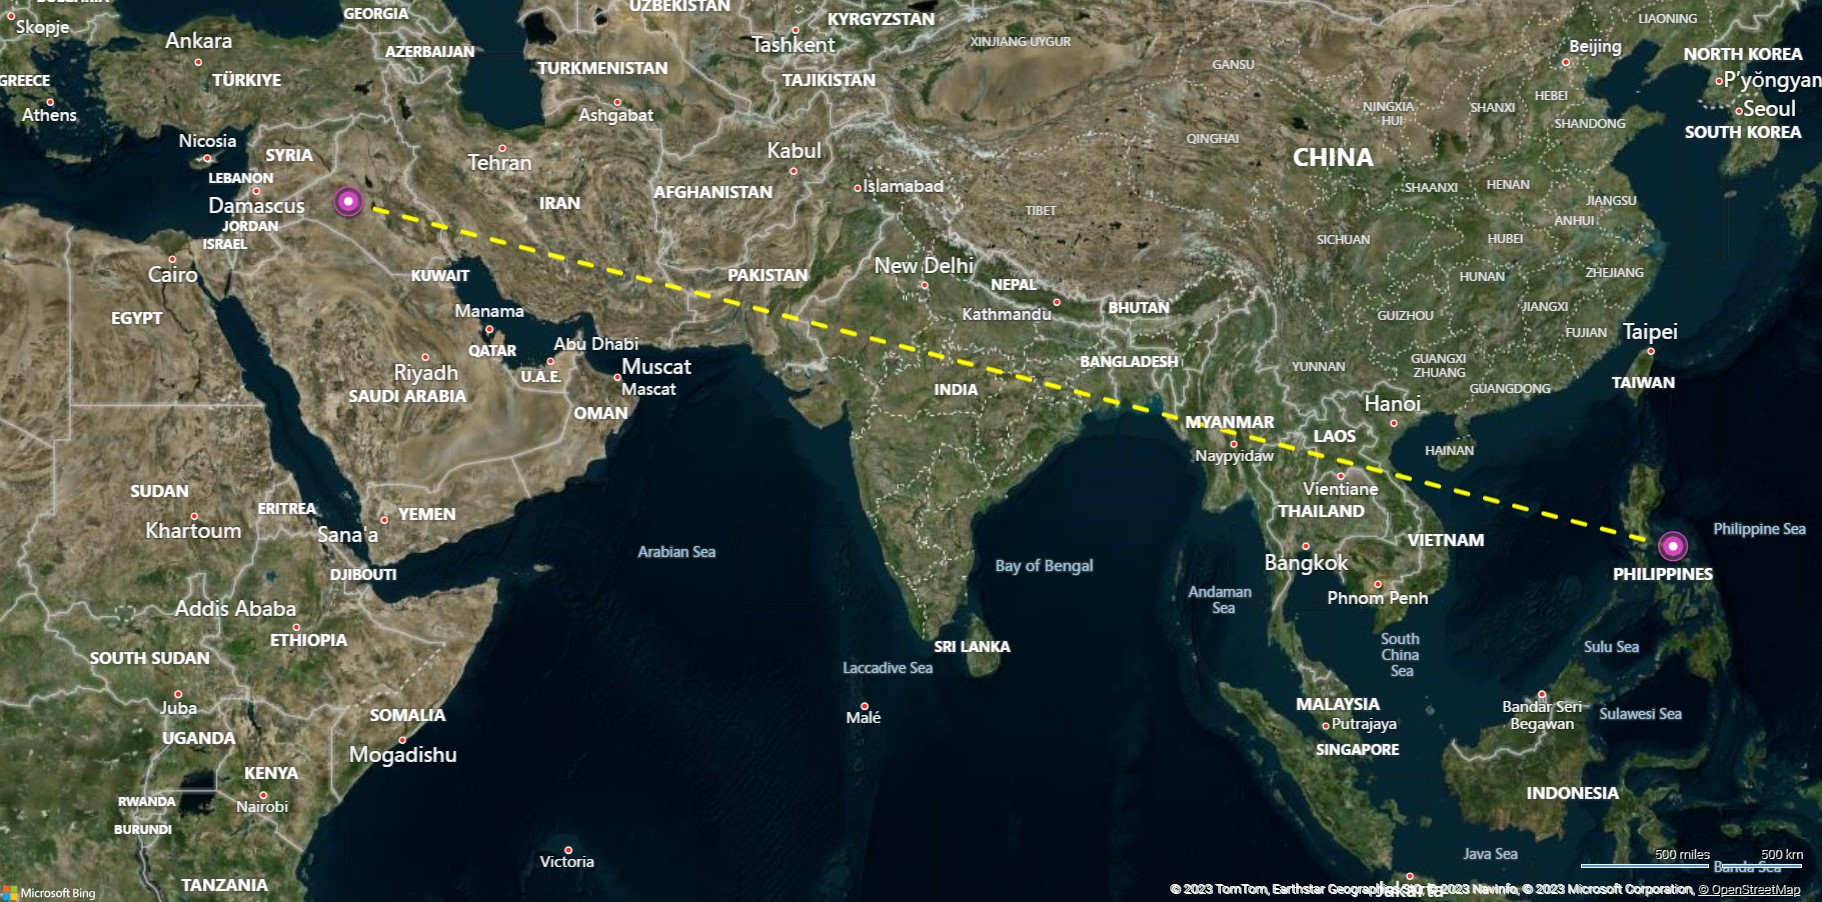 UZBEKISTAN
GEORGIA
KYRGYZSTAN
LIAONING
Skopje
Ankara
Tashkent
XINJIANG UYGUR
Beijing
AZERBAIJAN
NORTH KOREA
GREECE
TÜRKIYE
TURKMENISTAN
TAJIKISTAN
GANSU
P'yŏngyan
HEBEI
NINGXIA
HUI
SHANXI
Seoul
Athens
Ashgabat
SHANDONG
SOUTH KOREA
Nicosia
QINGHAI
SYRIA
Tehran
Kabul
CHINA
LEBANON
AFGHANISTAN
Islamabad
SHAANXI
HENAN
Damascus
IRAN
TIBET
JIANGSU
JORDAN
ANHUI
ISRAEL
SICHUAN
HUBEI
Cairo
KUWAIT
PAKISTAN
New Delhi
NEPAL
HUNAN
ZHEJIANG
EGYPT
Manama
Kathmandu
BHUTAN
GUIZHOU
JIANGXI
FUJIAN
Taipei
QATAR
Abu Dhabi
BANGLADESH
YUNNAN
GUANGXI
ZHUANG
Riyadh
U.A.E.
Muscat
Mascat
TAIWAN
SAUDI ARABIA
INDIA
GUANGDONG
OMAN
Hanoi
MYANMAR
LAOS
HAINAN
Naypyidaw
SUDAN
Vientiane
ERITREA
YEMEN
THAILAND
Khartoum
Sana'a
Philippine Sea
Arabian Sea
VIETNAM
Bay of Bengal
Bangkok
DJIBOUTI
PHILIPPINES
Addis Ababa
Andaman
Sea
Phnom Penh
ETHIOPIA
South
China
Sea
SRI LANKA
Sulu Sea
SOUTH SUDAN
Laccadive Sea
Juba
SOMALIA
Malé
MALAYSIA
Putrajaya
Bandar Seri
Begawan
Sulawesi Sea
UGANDA
Mogadishu
SINGAPORE
KENYA
RWANDA
Nairobi
INDONESIA
BURUNDI
Victoria
Java Sea
500 miles
500 km
Banda Sea
TANZANIA
Jakarta
Microsoft Bing
© 2023 TomTom, Earthstar Geographics SIO, © 2023 NavInfo, © 2023 Microsoft Corporation, © OpenStreetMap